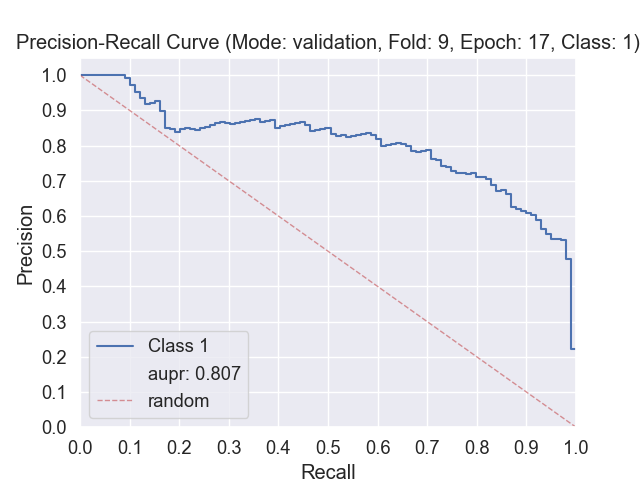 Precision-Recall Curve (Mode: validation, Fold: 9, Epoch: 17, Class: 1)
1.0
0.9
0.8
0.7
0.6
0.5
0.4
0.3
0.2
0.1
0.0
Precision
Class 1
aupr: 0.807
random
0.0 0.1 0.2 0.3 0.4 0.5 0.6 0.7 0.8 0.9 1.0
Recall